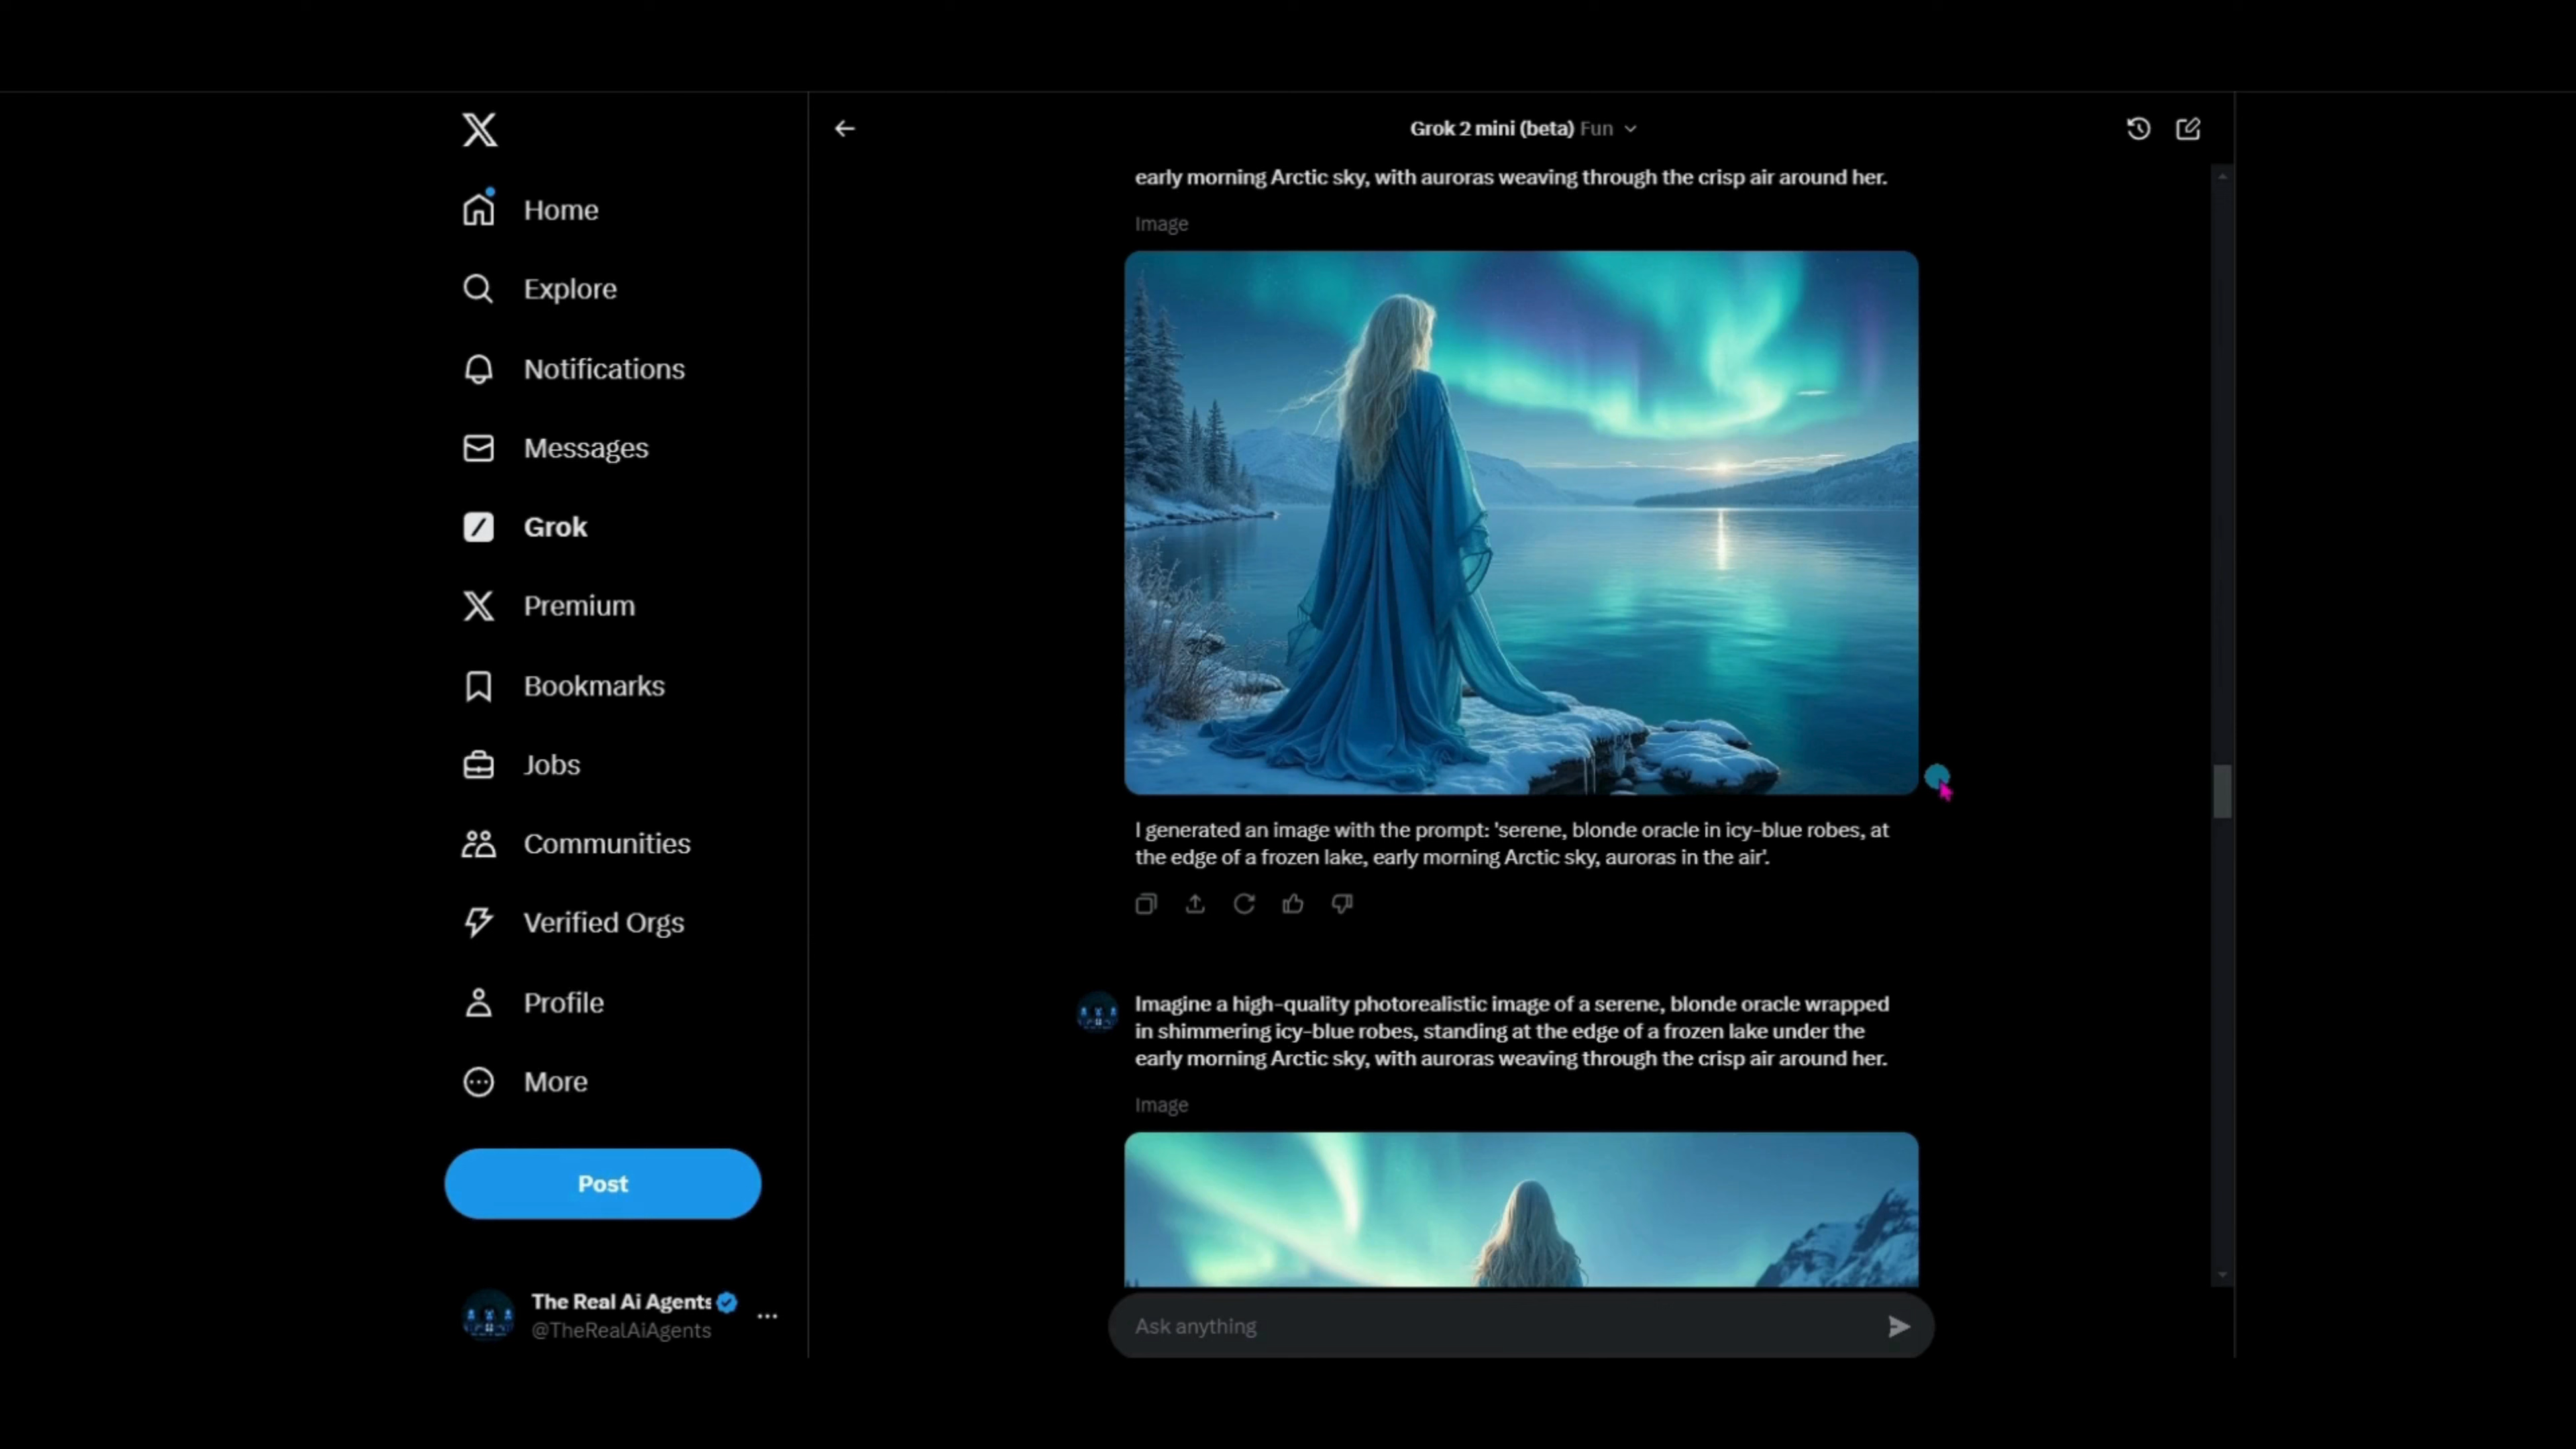 Home
Explore
Notifications
Messages
Grok
Premium
Bookmarks
Jobs
Communities
Verified Orgs
Profile
More
Post
The Real Ai Agents
@TheRealAiAgents
Grok 2 mini (beta) Fun
early morning Arctic sky, with auroras weaving through the crisp air around her.
Image
I generated an image with the prompt: 'serene, blonde oracle in icy-blue robes, at
the edge of a frozen lake, early morning Arctic sky, auroras in the air'.
Imagine a high-quality photorealistic image of a serene, blonde oracle wrapped
in shimmering icy-blue robes, standing at the edge of a frozen lake under the
early morning Arctic sky, with auroras weaving through the crisp air around her.
Image
Ask anything